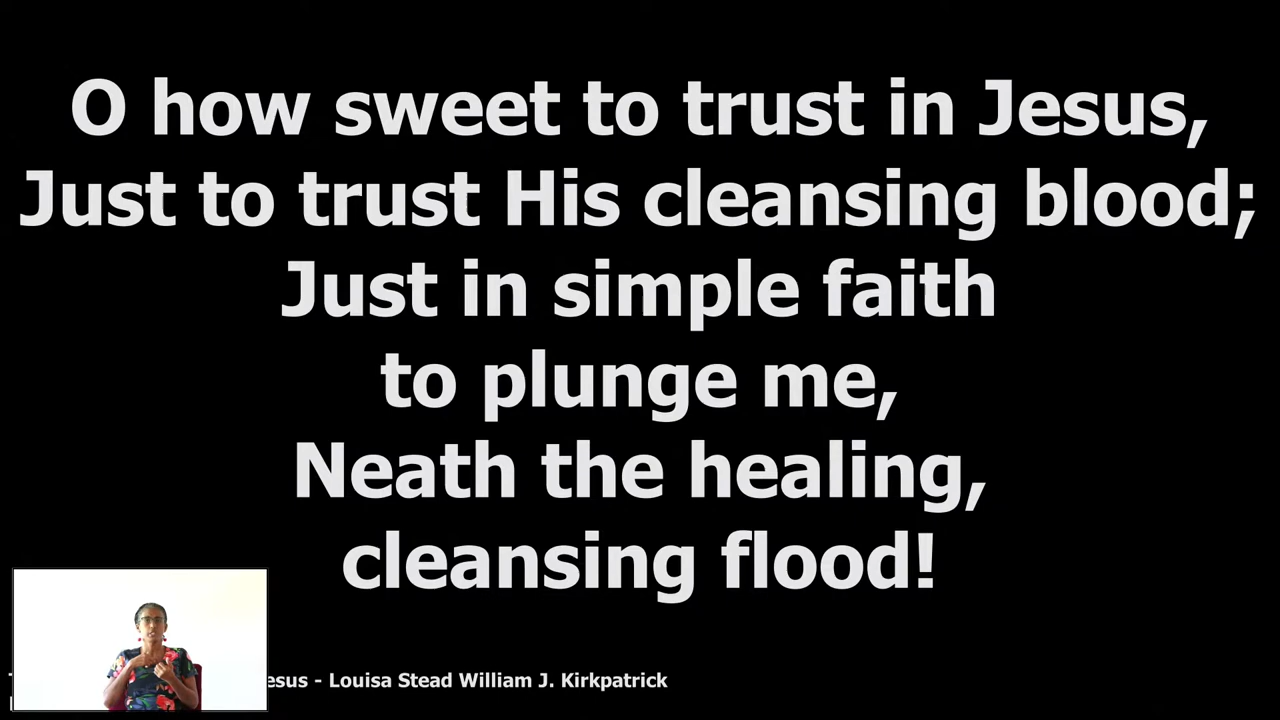 O how sweet to trust in Jesus,
Just to trust His cleansing blood;
Just in simple faith
to plunge me,
Neath the healing,
cleansing flood!
esus - Louisa Stead William J. Kirkpatrick